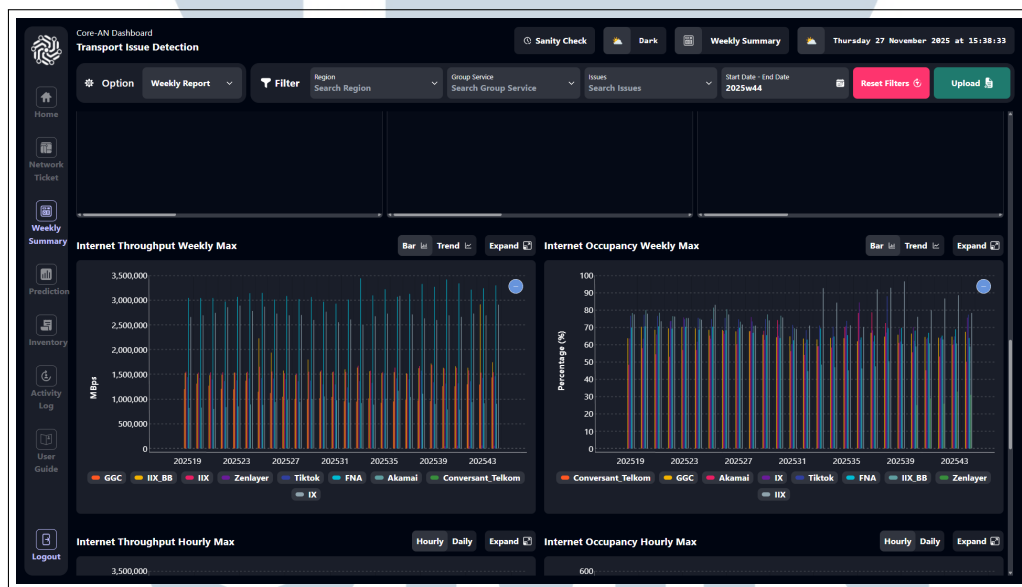 Core-AN Dashboard
Transport Issue Detection
Sanity Check
Dark
Weekly Summary
Thursday 27 November 2025 at 15:38:33
Option
Weekly Report
Filter
Region
Search Region
Group Service
Search Group Service
Issues
Search Issues
Start Date - End Date
2025w44
Reset Filters
Upload
Home
Network
Ticket
Weekly
Summary
Prediction
Inventory
Activity
Log
User
Guide
Logout
Internet Throughput Weekly Max
Bar Trend Expand
MBps
3,500,000
3,000,000
2,500,000
2,000,000
1,500,000
1,000,000
500,000
0
202519 202523 202527 202531 202535 202539 202543
GGC IIX_BB IIX Zenlayer Tiktok FNA Akamai Conversant_Telkom
IX
Internet Occupancy Weekly Max
Bar Trend Expand
Percentage (%)
100
90
80
70
60
50
40
30
20
10
0
202519 202523 202527 202531 202535 202539 202543
Conversant_Telkom GGC Akamai IX Tiktok FNA IIX_BB Zenlayer
IIX
Internet Throughput Hourly Max
Hourly Daily Expand
3,500,000
Internet Occupancy Hourly Max
Hourly Daily Expand
600